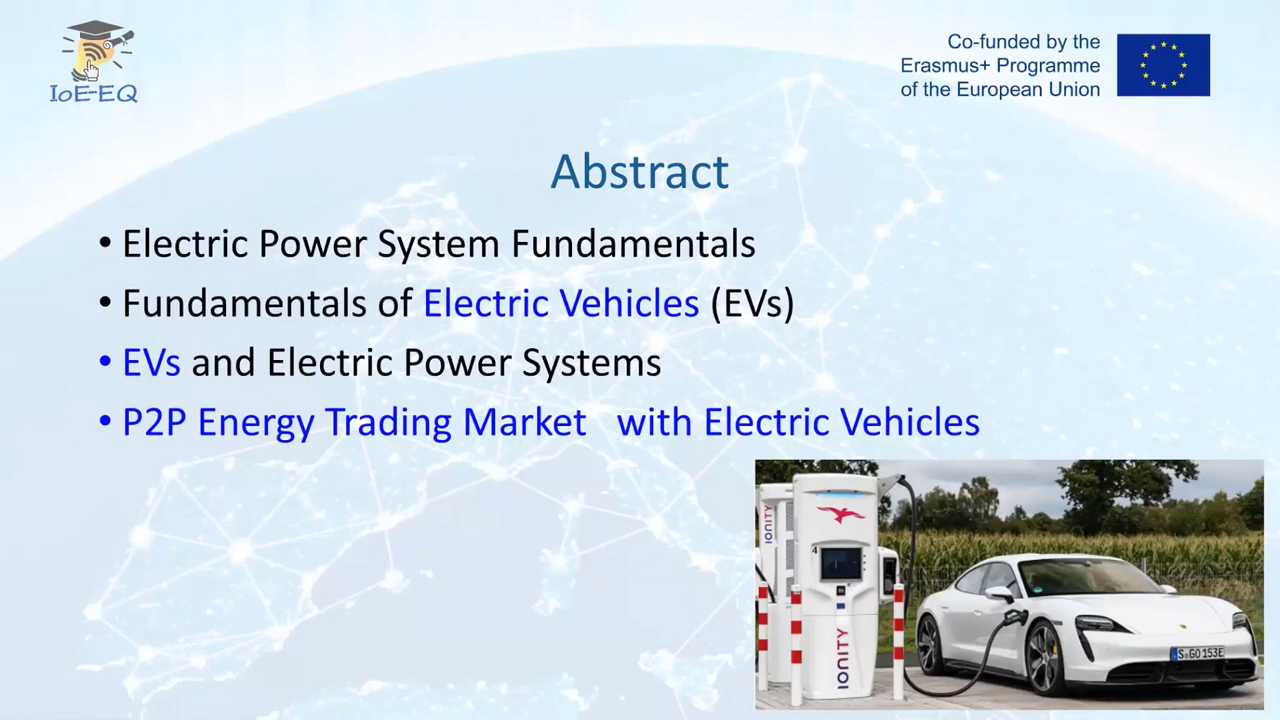 IoE-EQ
Co-funded by the
Erasmus+ Programme
of the European Union
Abstract
• Electric Power System Fundamentals
• Fundamentals of Electric Vehicles (EVs)
• EVs and Electric Power Systems
• P2P Energy Trading Market with Electric Vehicles
IONITY
4
IONITY
S GO 153E